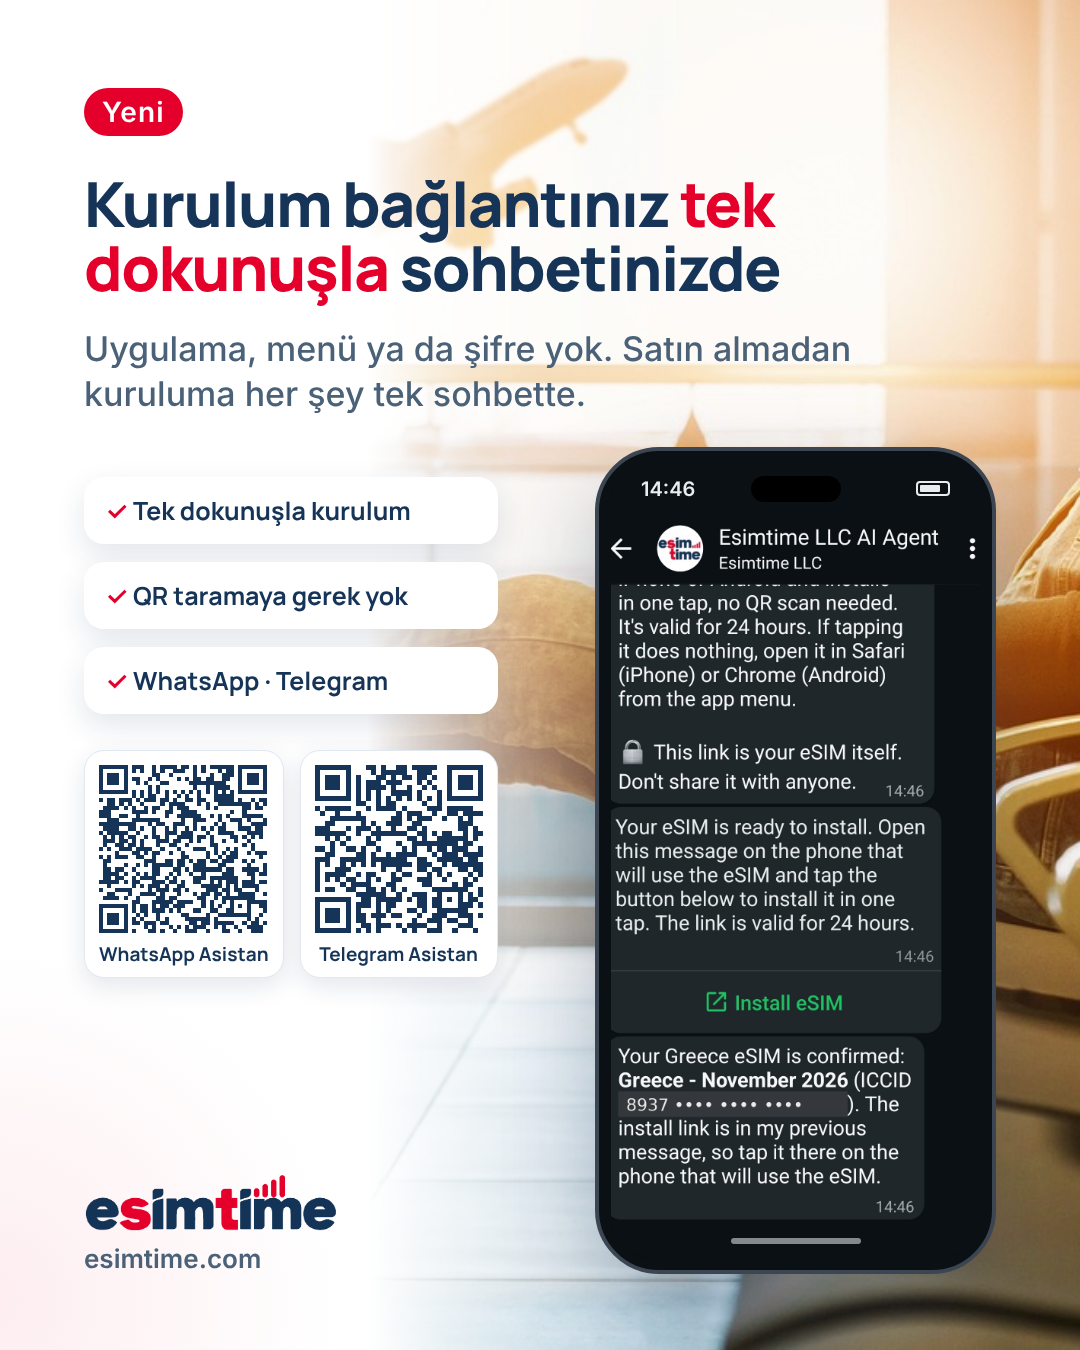 Yeni
Kurulum bağlantınız tek
dokunuşla sohbetinizde
Uygulama, menü ya da şifre yok. Satın almadan
kuruluma her şey tek sohbette.
✓ Tek dokunuşla kurulum
✓ QR taramaya gerek yok
✓ WhatsApp · Telegram
WhatsApp Asistan
Telegram Asistan
esimtime
esimtime.com
14:46
esim
time
Esimtime LLC AI Agent
Esimtime LLC
in one tap, no QR scan needed.
It's valid for 24 hours. If tapping
it does nothing, open it in Safari
(iPhone) or Chrome (Android)
from the app menu.
🔒 This link is your eSIM itself.
Don't share it with anyone.
14:46
Your eSIM is ready to install. Open
this message on the phone that
will use the eSIM and tap the
button below to install it in one
tap. The link is valid for 24 hours.
14:46
Install eSIM
Your Greece eSIM is confirmed:
Greece - November 2026 (ICCID
8937 •••• •••• ••••). The
install link is in my previous
message, so tap it there on the
phone that will use the eSIM.
14:46